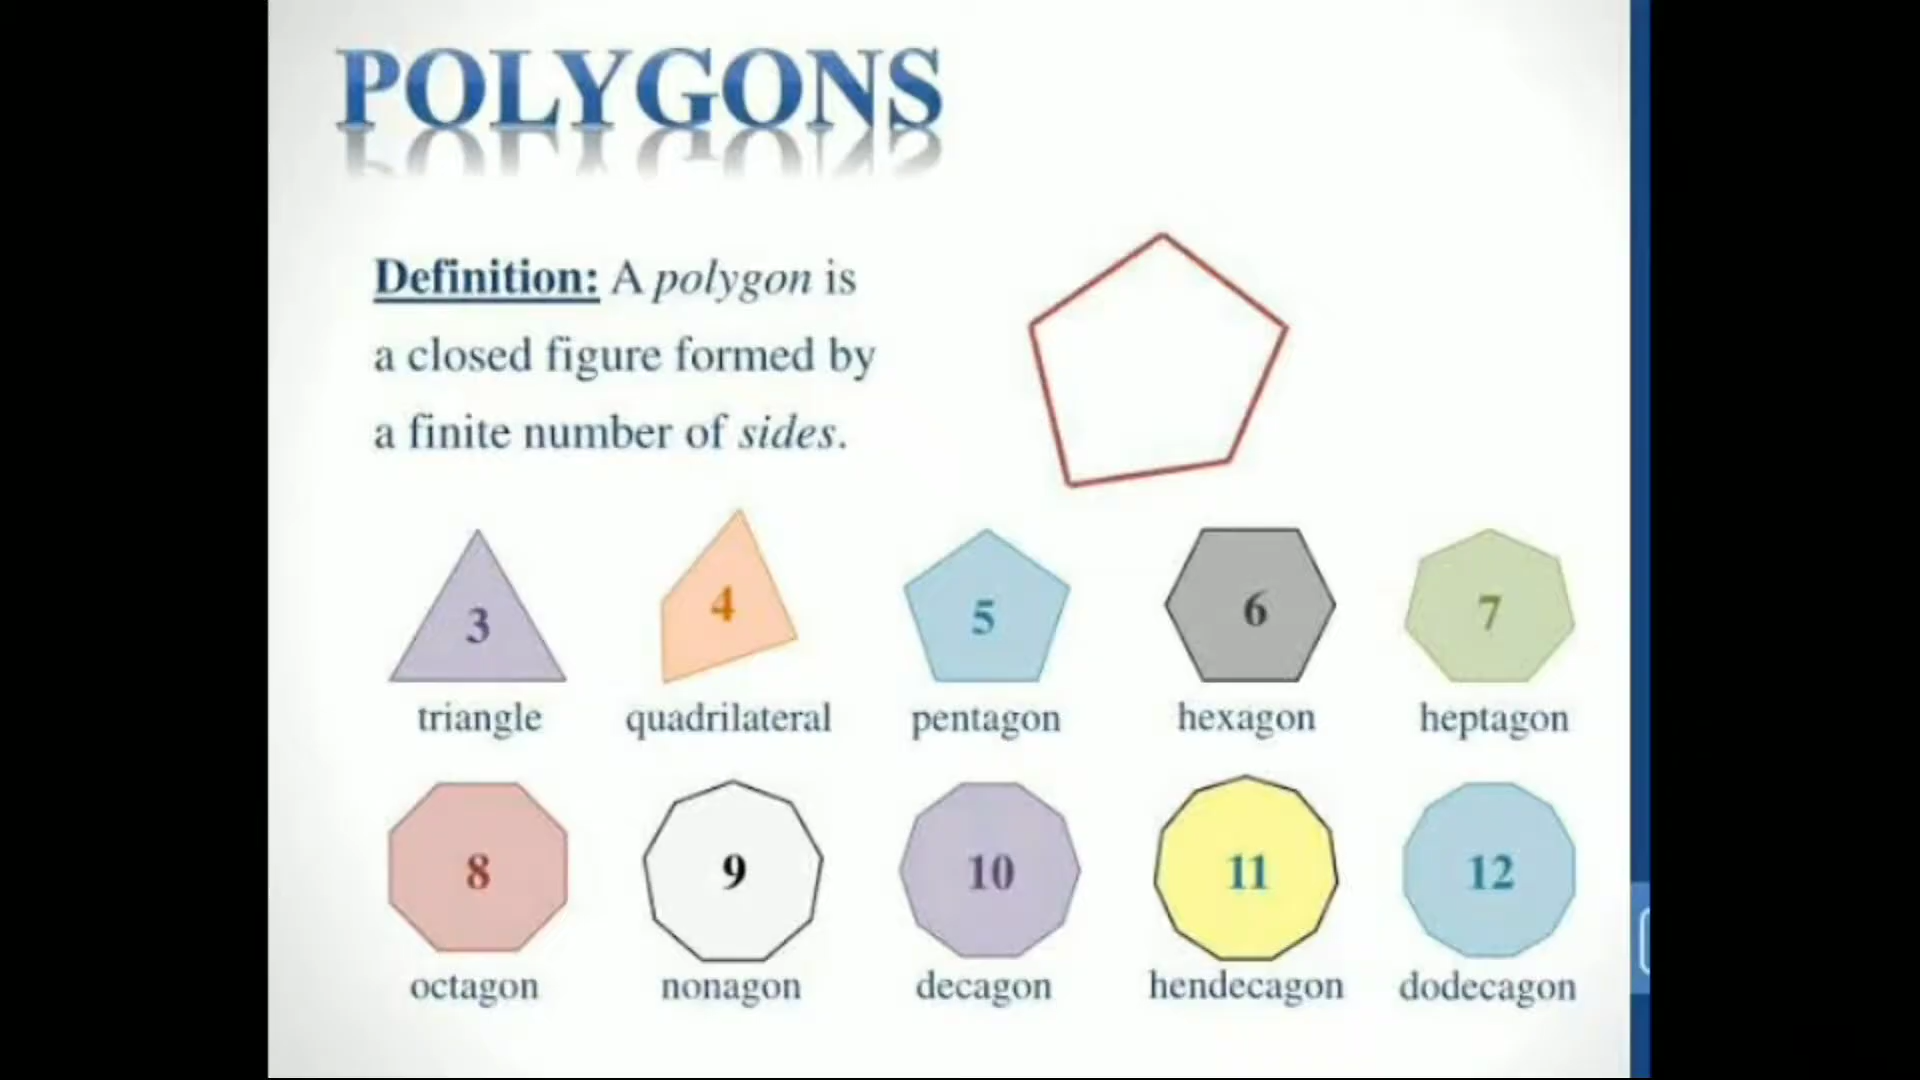 POLYGONS
Definition: A polygon is
a closed figure formed by
a finite number of sides.
3 4 5 6 7
triangle quadrilateral pentagon hexagon heptagon
8 9 10 11 12
octagon nonagon decagon hendecagon dodecagon